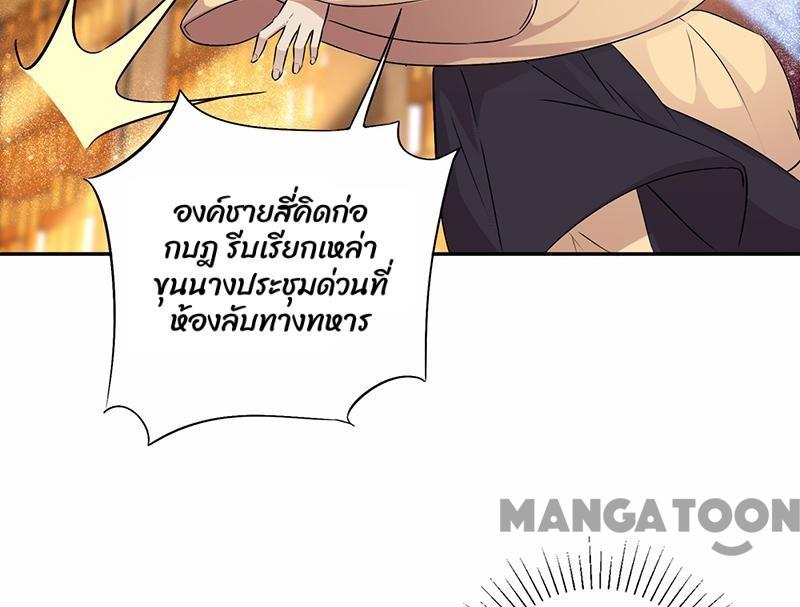 องค์ชายสี่คิดก่อ
กบฏ รีบเรียกเหล่า
ขุนนางประชุมด่วนที่
ห้องลับทางทหาร
MANGATOON